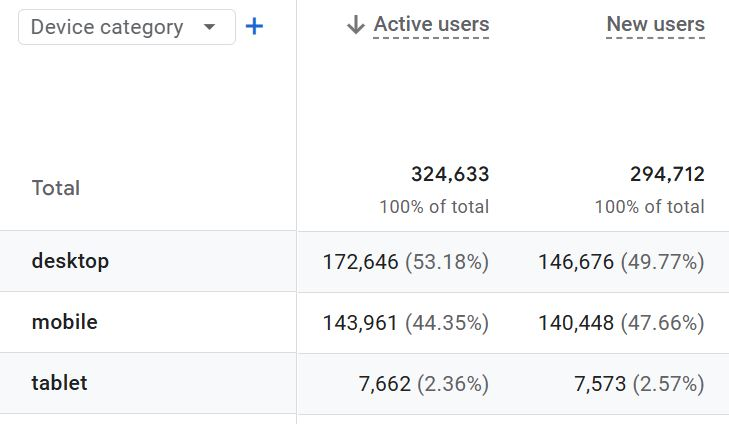 Device category
Active users New users
Total 324,633 294,712
100% of total 100% of total
desktop 172,646 (53.18%) 146,676 (49.77%)
mobile 143,961 (44.35%) 140,448 (47.66%)
tablet 7,662 (2.36%) 7,573 (2.57%)